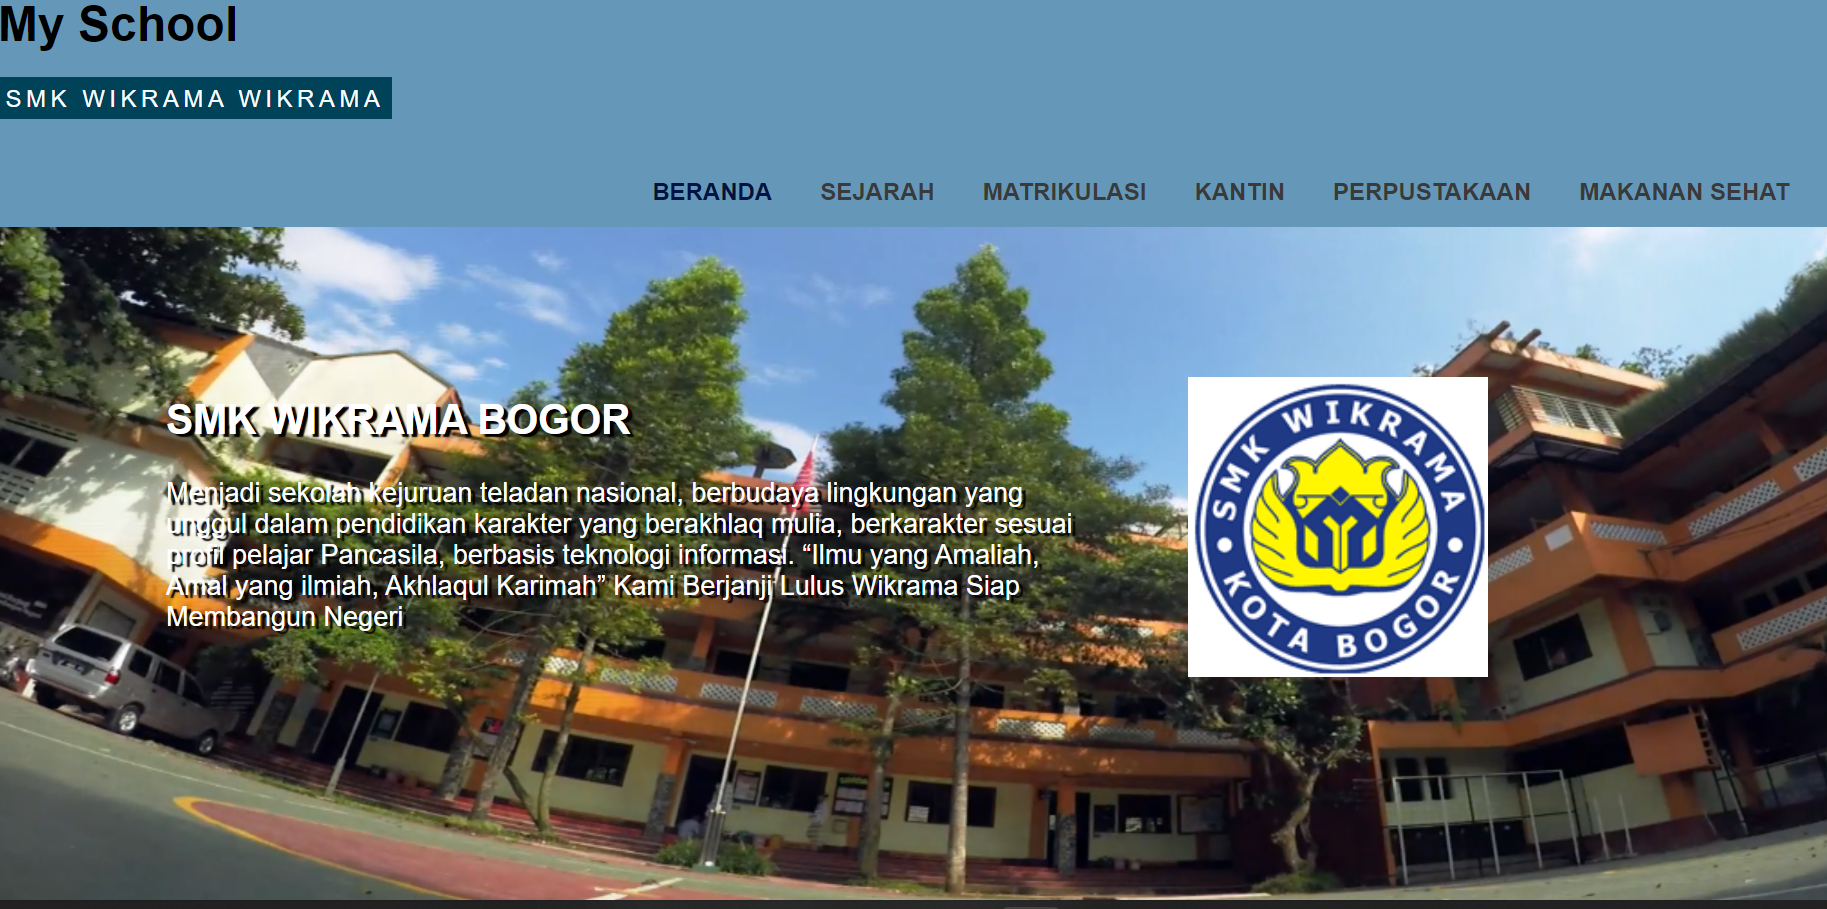 My School
SMK WIKRAMA WIKRAMA
BERANDA SEJARAH MATRIKULASI KANTIN PERPUSTAKAAN MAKANAN SEHAT
SMK WIKRAMA BOGOR
Menjadi sekolah kejuruan teladan nasional, berbudaya lingkungan yang
unggul dalam pendidikan karakter yang berakhlaq mulia, berkarakter sesuai
profil pelajar Pancasila, berbasis teknologi informasi. “Ilmu yang Amaliah,
Amal yang ilmiah, Akhlaqul Karimah” Kami Berjanji Lulus Wikrama Siap
Membangun Negeri
SMK WIKRAMA
KOTA BOGOR